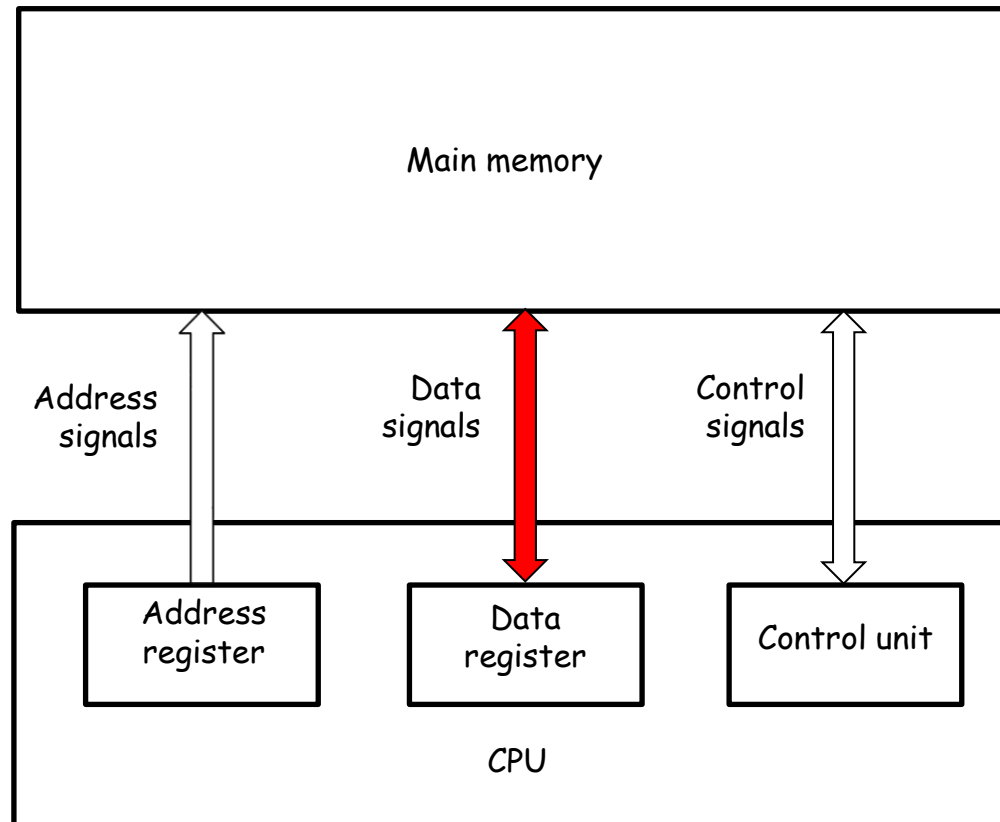 Main memory
Address
signals
Data
signals
Control
signals
Address
register
Data
register
Control unit
CPU